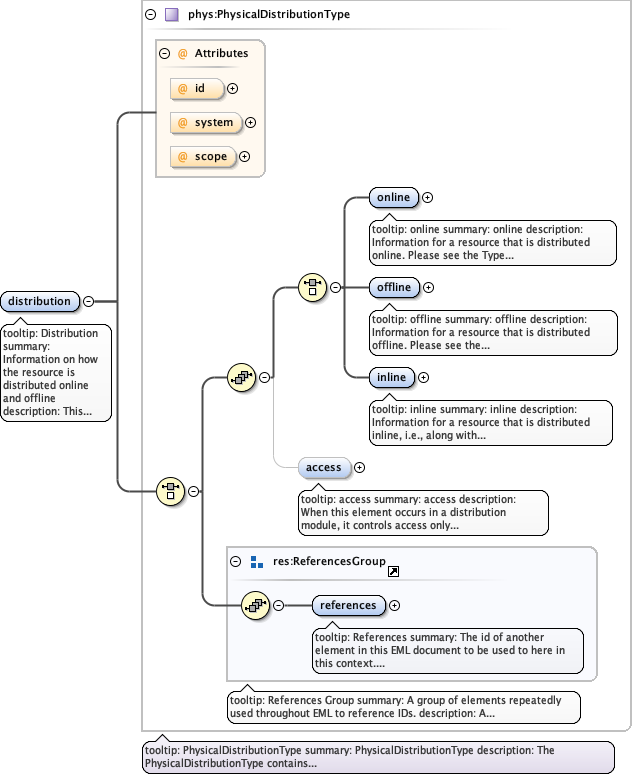 phys:PhysicalDistributionType
@ Attributes
@ id
@ system
@ scope
online
tooltip: online summary: online description:
Information for a resource that is distributed
online. Please see the Type...
distribution
tooltip: Distribution
summary:
Information on how
the resource is
distributed online
and offline
description: This...
offline
tooltip: offline summary: offline description:
Information for a resource that is distributed
offline. Please see the...
inline
tooltip: inline summary: inline description:
Information for a resource that is distributed
inline, i.e., along with...
access
tooltip: access summary: access description:
When this element occurs in a distribution
module, it controls access only...
res:ReferencesGroup
references
tooltip: References summary: The id of another
element in this EML document to be used to here in
this context....
tooltip: References Group summary: A group of elements repeatedly
used throughout EML to reference IDs. description: A...
tooltip: PhysicalDistributionType summary: PhysicalDistributionType description: The
PhysicalDistributionType contains...